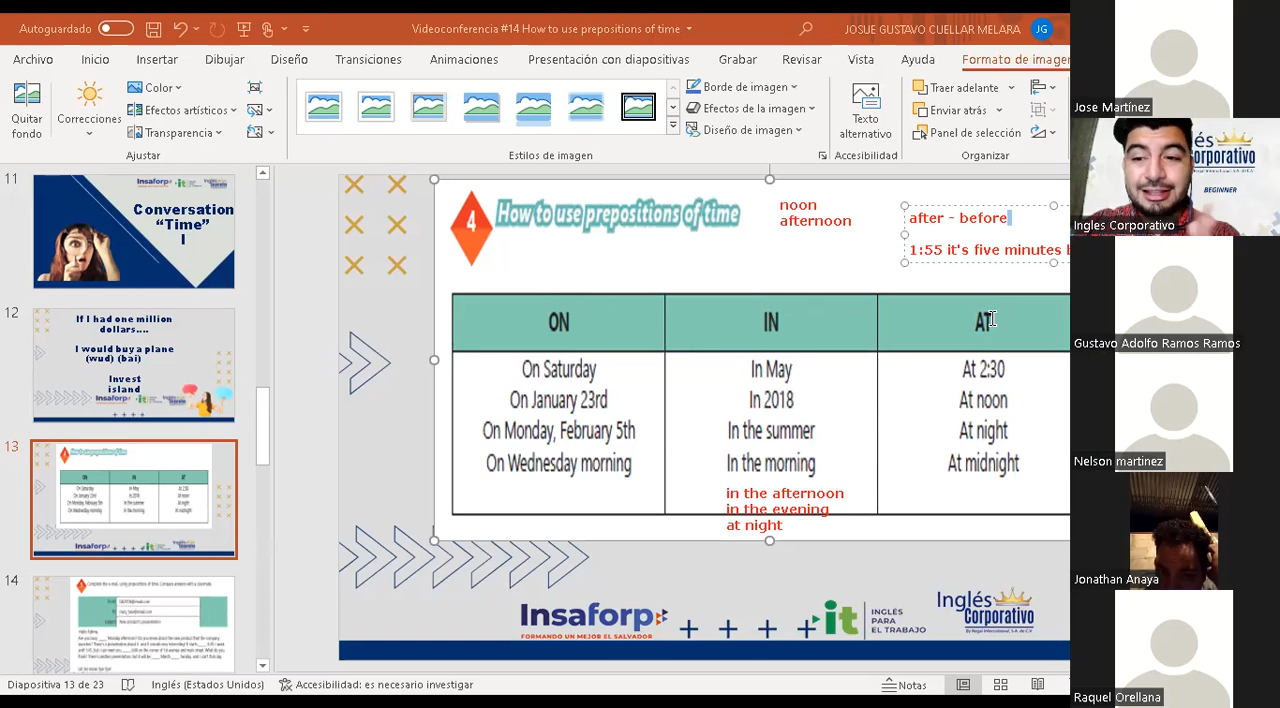 Autoguardado
Videoconferencia #14 How to use prepositions of time
JOSUE GUSTAVO CUELLAR MELARA
JG
Archivo
Inicio
Insertar
Dibujar
Diseño
Transiciones
Animaciones
Presentación con diapositivas
Grabar
Revisar
Vista
Ayuda
Formato de imagen
Quitar fondo
Correcciones
Color
Efectos artísticos
Transparencia
Ajustar
Estilos de imagen
Borde de imagen
Efectos de la imagen
Diseño de imagen
Texto alternativo
Accesibilidad
Traer adelante
Enviar atrás
Panel de selección
Organizar
11
Insaforp
Conversation
“Time”
I
12
If I had one million
dollars....
I would buy a plane
(wud) (bai)
Invest
island
13
14
4
How to use prepositions of time
noon
afternoon
after - before
1:55 it's five minutes
ON
IN
AT
On Saturday
On January 23rd
On Monday, February 5th
On Wednesday morning
In May
In 2018
In the summer
In the morning
in the afternoon
in the evening
at night
At 2:30
At noon
At night
At midnight
Insaforp
FORMANDO UN MEJOR EL SALVADOR
it
INGLÉS
PARA EL
TRABAJO
Inglés
Corporativo
Diapositiva 13 de 23
Inglés (Estados Unidos)
Accesibilidad: es necesario investigar
Notas
Jose Martínez
Inglés
Corporativo
BEGINNER
Ingles Corporativo
Gustavo Adolfo Ramos Ramos
Nelson martinez
Jonathan Anaya
Raquel Orellana